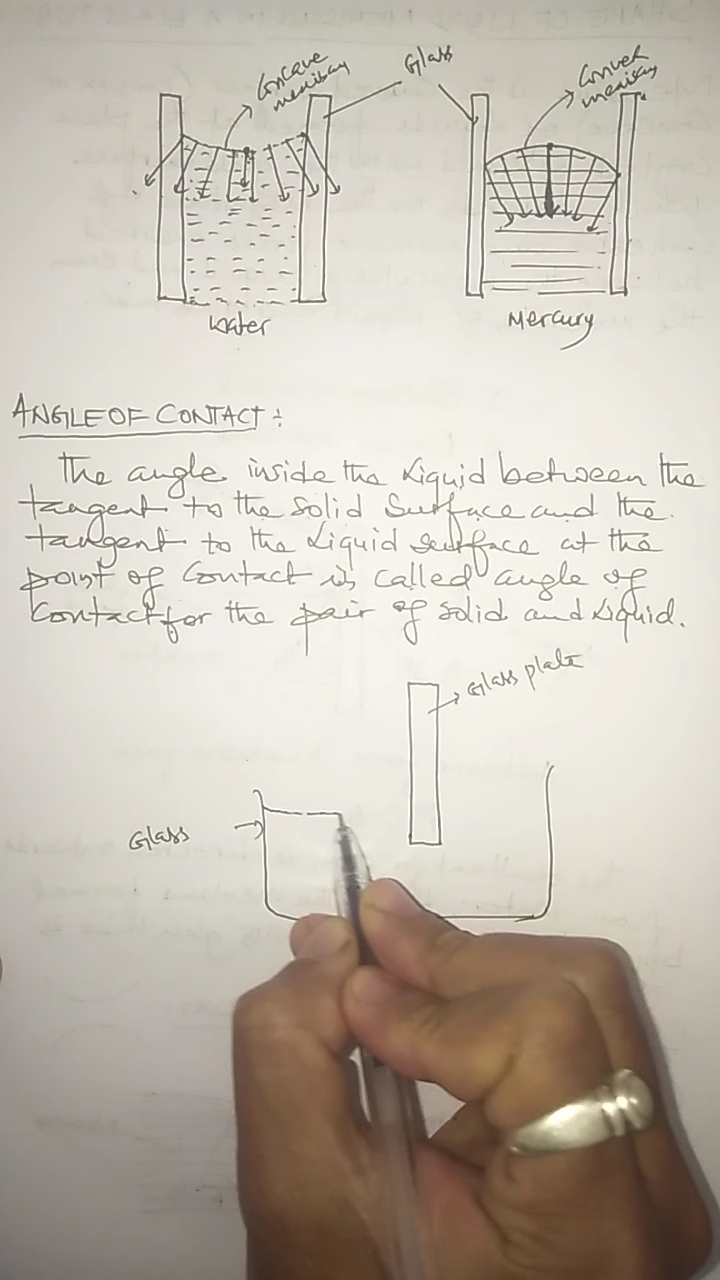 Concave
meniscus
Glass
Convex
meniscus
Water
Mercury
ANGLE OF CONTACT :
The angle inside the Liquid between the
tangent to the solid surface and the
tangent to the Liquid surface at the
point of Contact is called angle of
Contact for the pair of solid and Liquid.
Glass plate
Glass